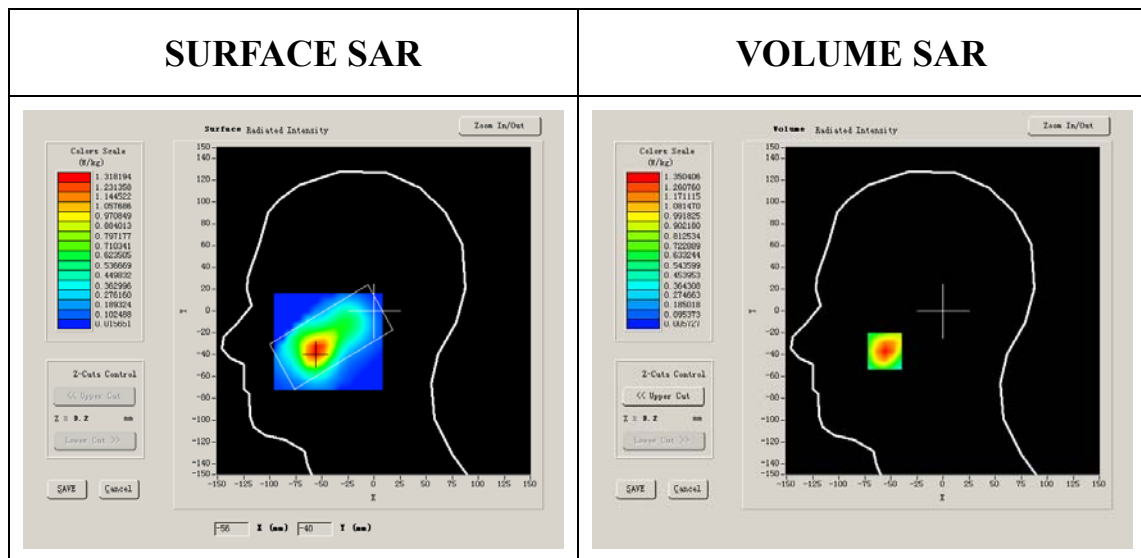 SURFACE SAR
VOLUME SAR
Surface Radiated Intensity
Zoom In/Out
Colors Scale
(W/kg)
1.318194
1.231358
1.144522
1.057686
0.970849
0.884013
0.797177
0.710341
0.623505
0.536669
0.449832
0.362996
0.276160
0.189324
0.102488
0.015651
Z-Cuts Control
<< Upper Cut
Z = 3.2 mm
Lower Cut >>
SAVE
Cancel
150
140
120
100
80
60
40
20
0
-20
-40
-60
-80
-100
-120
-140
-150
Y
-150 -125 -100 -75 -50 -25 0 25 50 75 100 125 150
X
-56 X (mm) -40 Y (mm)
Volume Radiated Intensity
Zoom In/Out
Colors Scale
(W/kg)
1.350406
1.260760
1.171115
1.081470
0.991825
0.902180
0.812534
0.722889
0.633244
0.543599
0.453953
0.364308
0.274663
0.185018
0.095373
0.005727
Z-Cuts Control
<< Upper Cut
Z = 3.2 mm
Lower Cut >>
SAVE
Cancel
150
140
120
100
80
60
40
20
0
-20
-40
-60
-80
-100
-120
-140
-150
Y
-150 -125 -100 -75 -50 -25 0 25 50 75 100 125 150
X